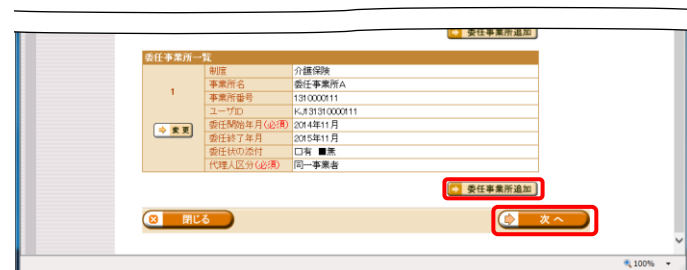 委任事業所追加
委任事業所一覧
1
変更
制度 介護保険
事業所名 委任事業所A
事業所番号 1310000111
ユーザID KJ131310000111
委任開始年月(必須) 2014年11月
委任終了年月 2015年11月
委任状の添付 □有 ■無
代理人区分(必須) 同一事業者
委任事業所追加
閉じる
次へ
100%